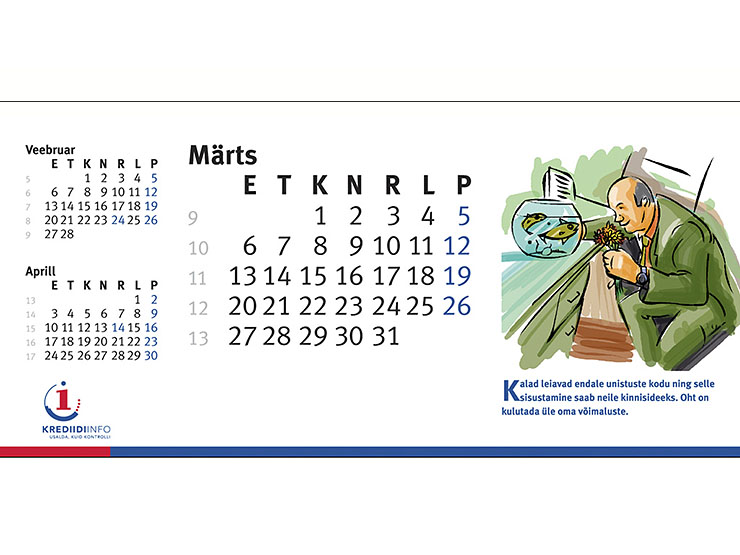 Veebruar
E T K N R L P
5 1 2 3 4 5
6 6 7 8 9 10 11 12
7 13 14 15 16 17 18 19
8 20 21 22 23 24 25 26
9 27 28
Aprill
E T K N R L P
13 1 2
14 3 4 5 6 7 8 9
15 10 11 12 13 14 15 16
16 17 18 19 20 21 22 23
17 24 25 26 27 28 29 30
i
KREDIIDIINFO
USALDA, KUID KONTROLLI
Märts
E T K N R L P
9 1 2 3 4 5
10 6 7 8 9 10 11 12
11 13 14 15 16 17 18 19
12 20 21 22 23 24 25 26
13 27 28 29 30 31
Kalad leiavad endale unistuste kodu ning selle
sisustamine saab neile kinnisideeks. Oht on
kulutada üle oma võimaluste.